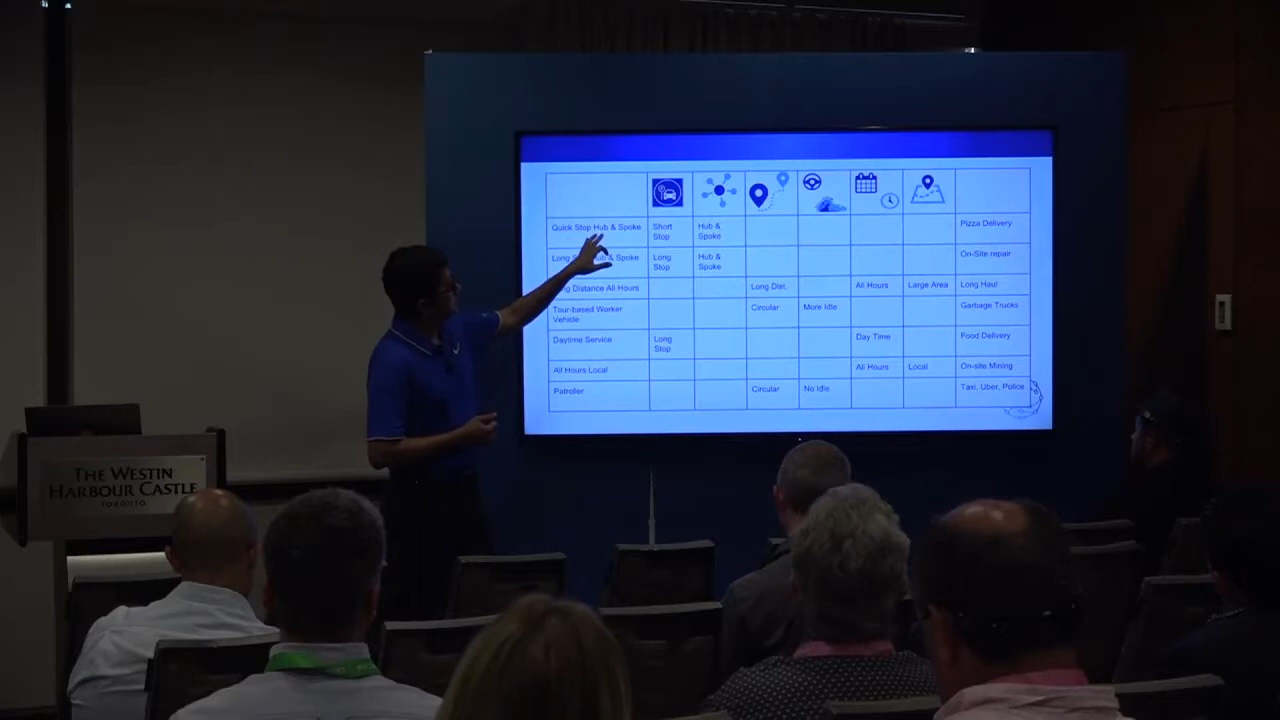 Quick Stop Hub & Spoke Short Stop Hub & Spoke Pizza Delivery
Long Stop Hub & Spoke Long Stop Hub & Spoke On-Site repair
Long Distance All Hours Long Dist. All Hours Large Area Long Haul
Tour-based Worker Vehicle Circular More Idle Garbage Trucks
Daytime Service Long Stop Day Time Food Delivery
All Hours Local All Hours Local On-site Mining
Patroller Circular No Idle Taxi, Uber, Police
THE WESTIN
HARBOUR CASTLE
TORONTO